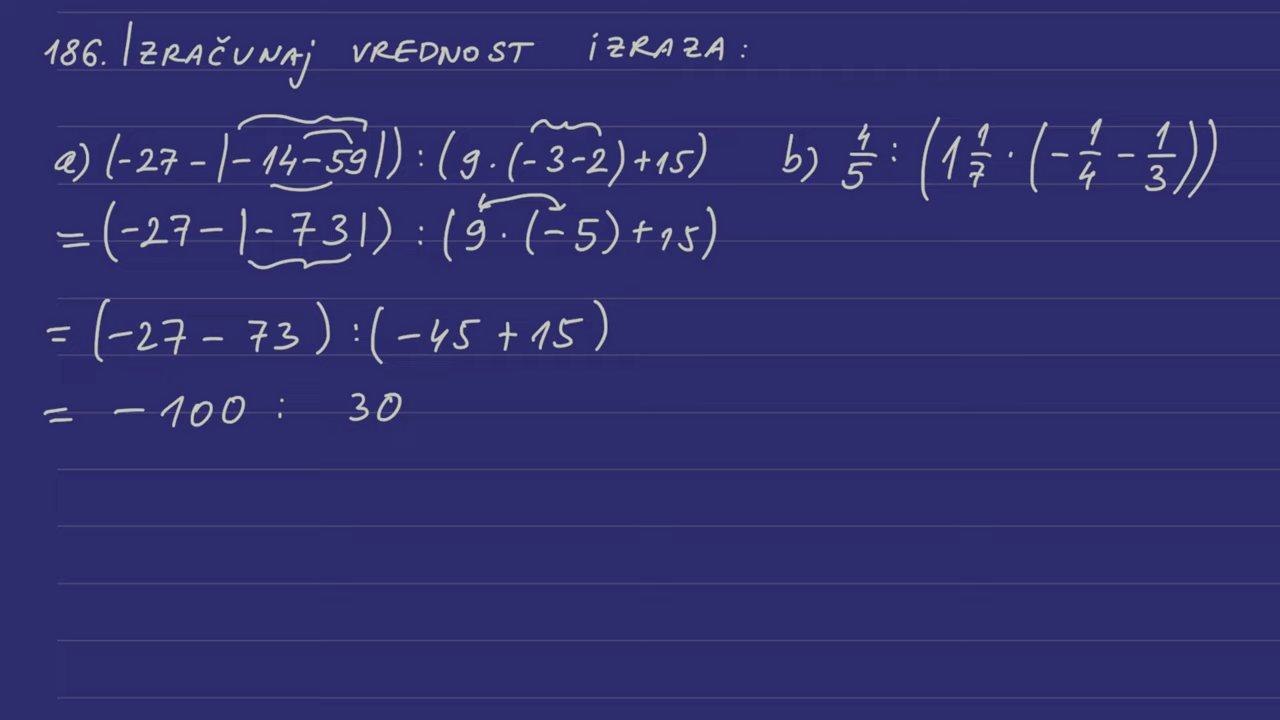 186. IZRAČUNAJ VREDNOST IZRAZA:
a) (-27-|-14-59|):(9·(-3-2)+15) b) 4/5:(1 1/7·(-1/4-1/3))
=(-27-|-73|):(9·(-5)+15)
=(-27-73):(-45+15)
= -100: 30